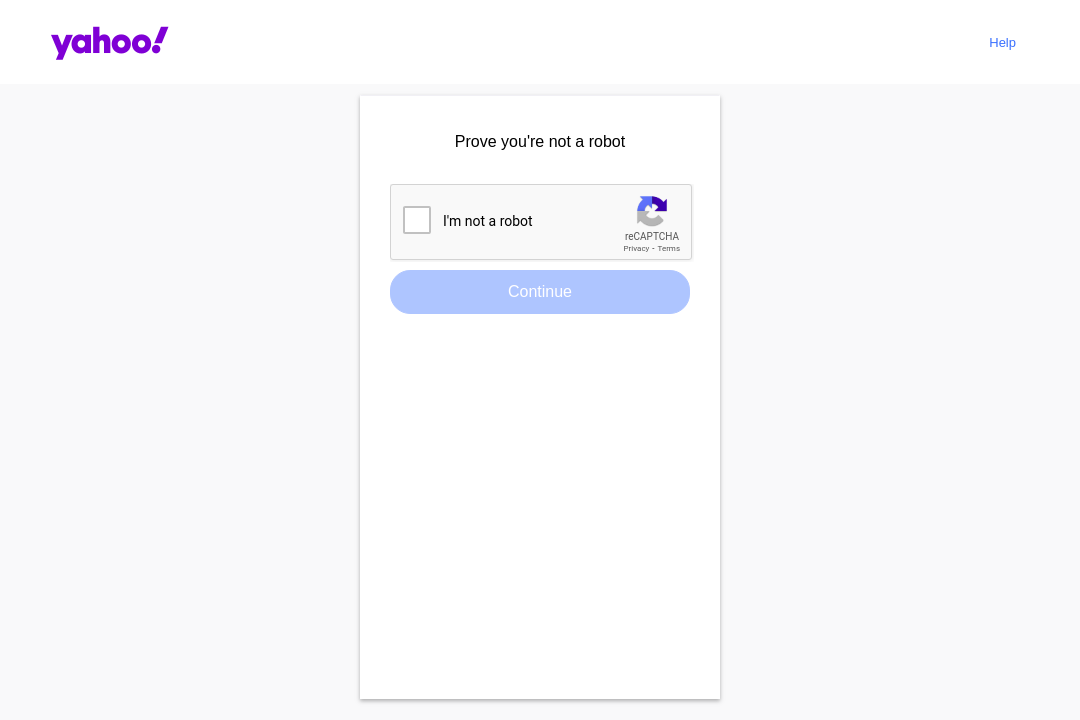 yahoo!
Help
Prove you're not a robot
I'm not a robot
reCAPTCHA
Privacy - Terms
Continue